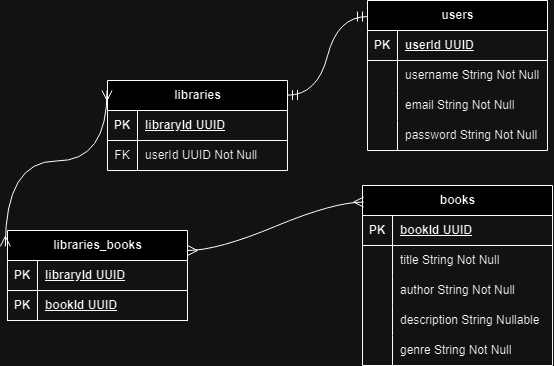 users
PK userId UUID
username String Not Null
email String Not Null
password String Not Null
libraries
PK libraryId UUID
FK userId UUID Not Null
books
PK bookId UUID
title String Not Null
author String Not Null
description String Nullable
genre String Not Null
libraries_books
PK libraryId UUID
PK bookId UUID